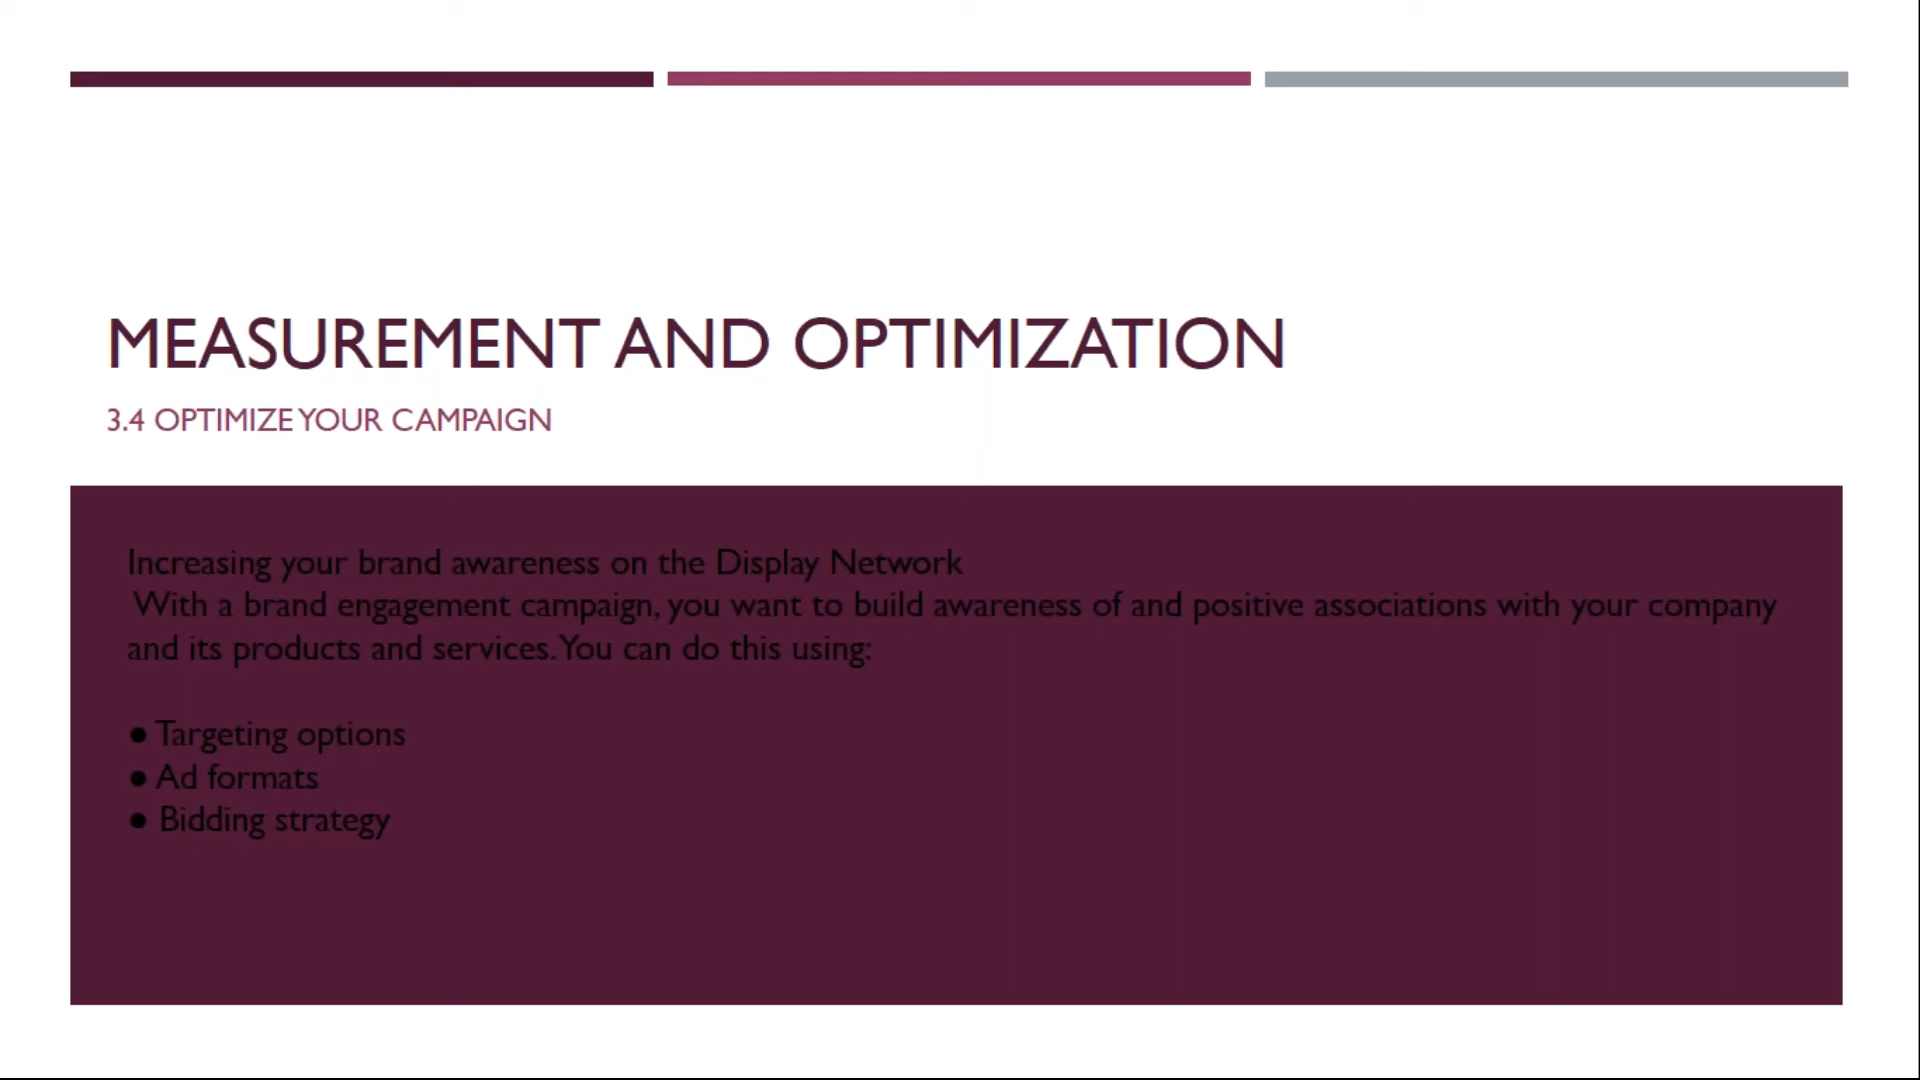 MEASUREMENT AND OPTIMIZATION
3.4 OPTIMIZE YOUR CAMPAIGN
Increasing your brand awareness on the Display Network
With a brand engagement campaign, you want to build awareness of and positive associations with your company
and its products and services. You can do this using:
● Targeting options
● Ad formats
● Bidding strategy